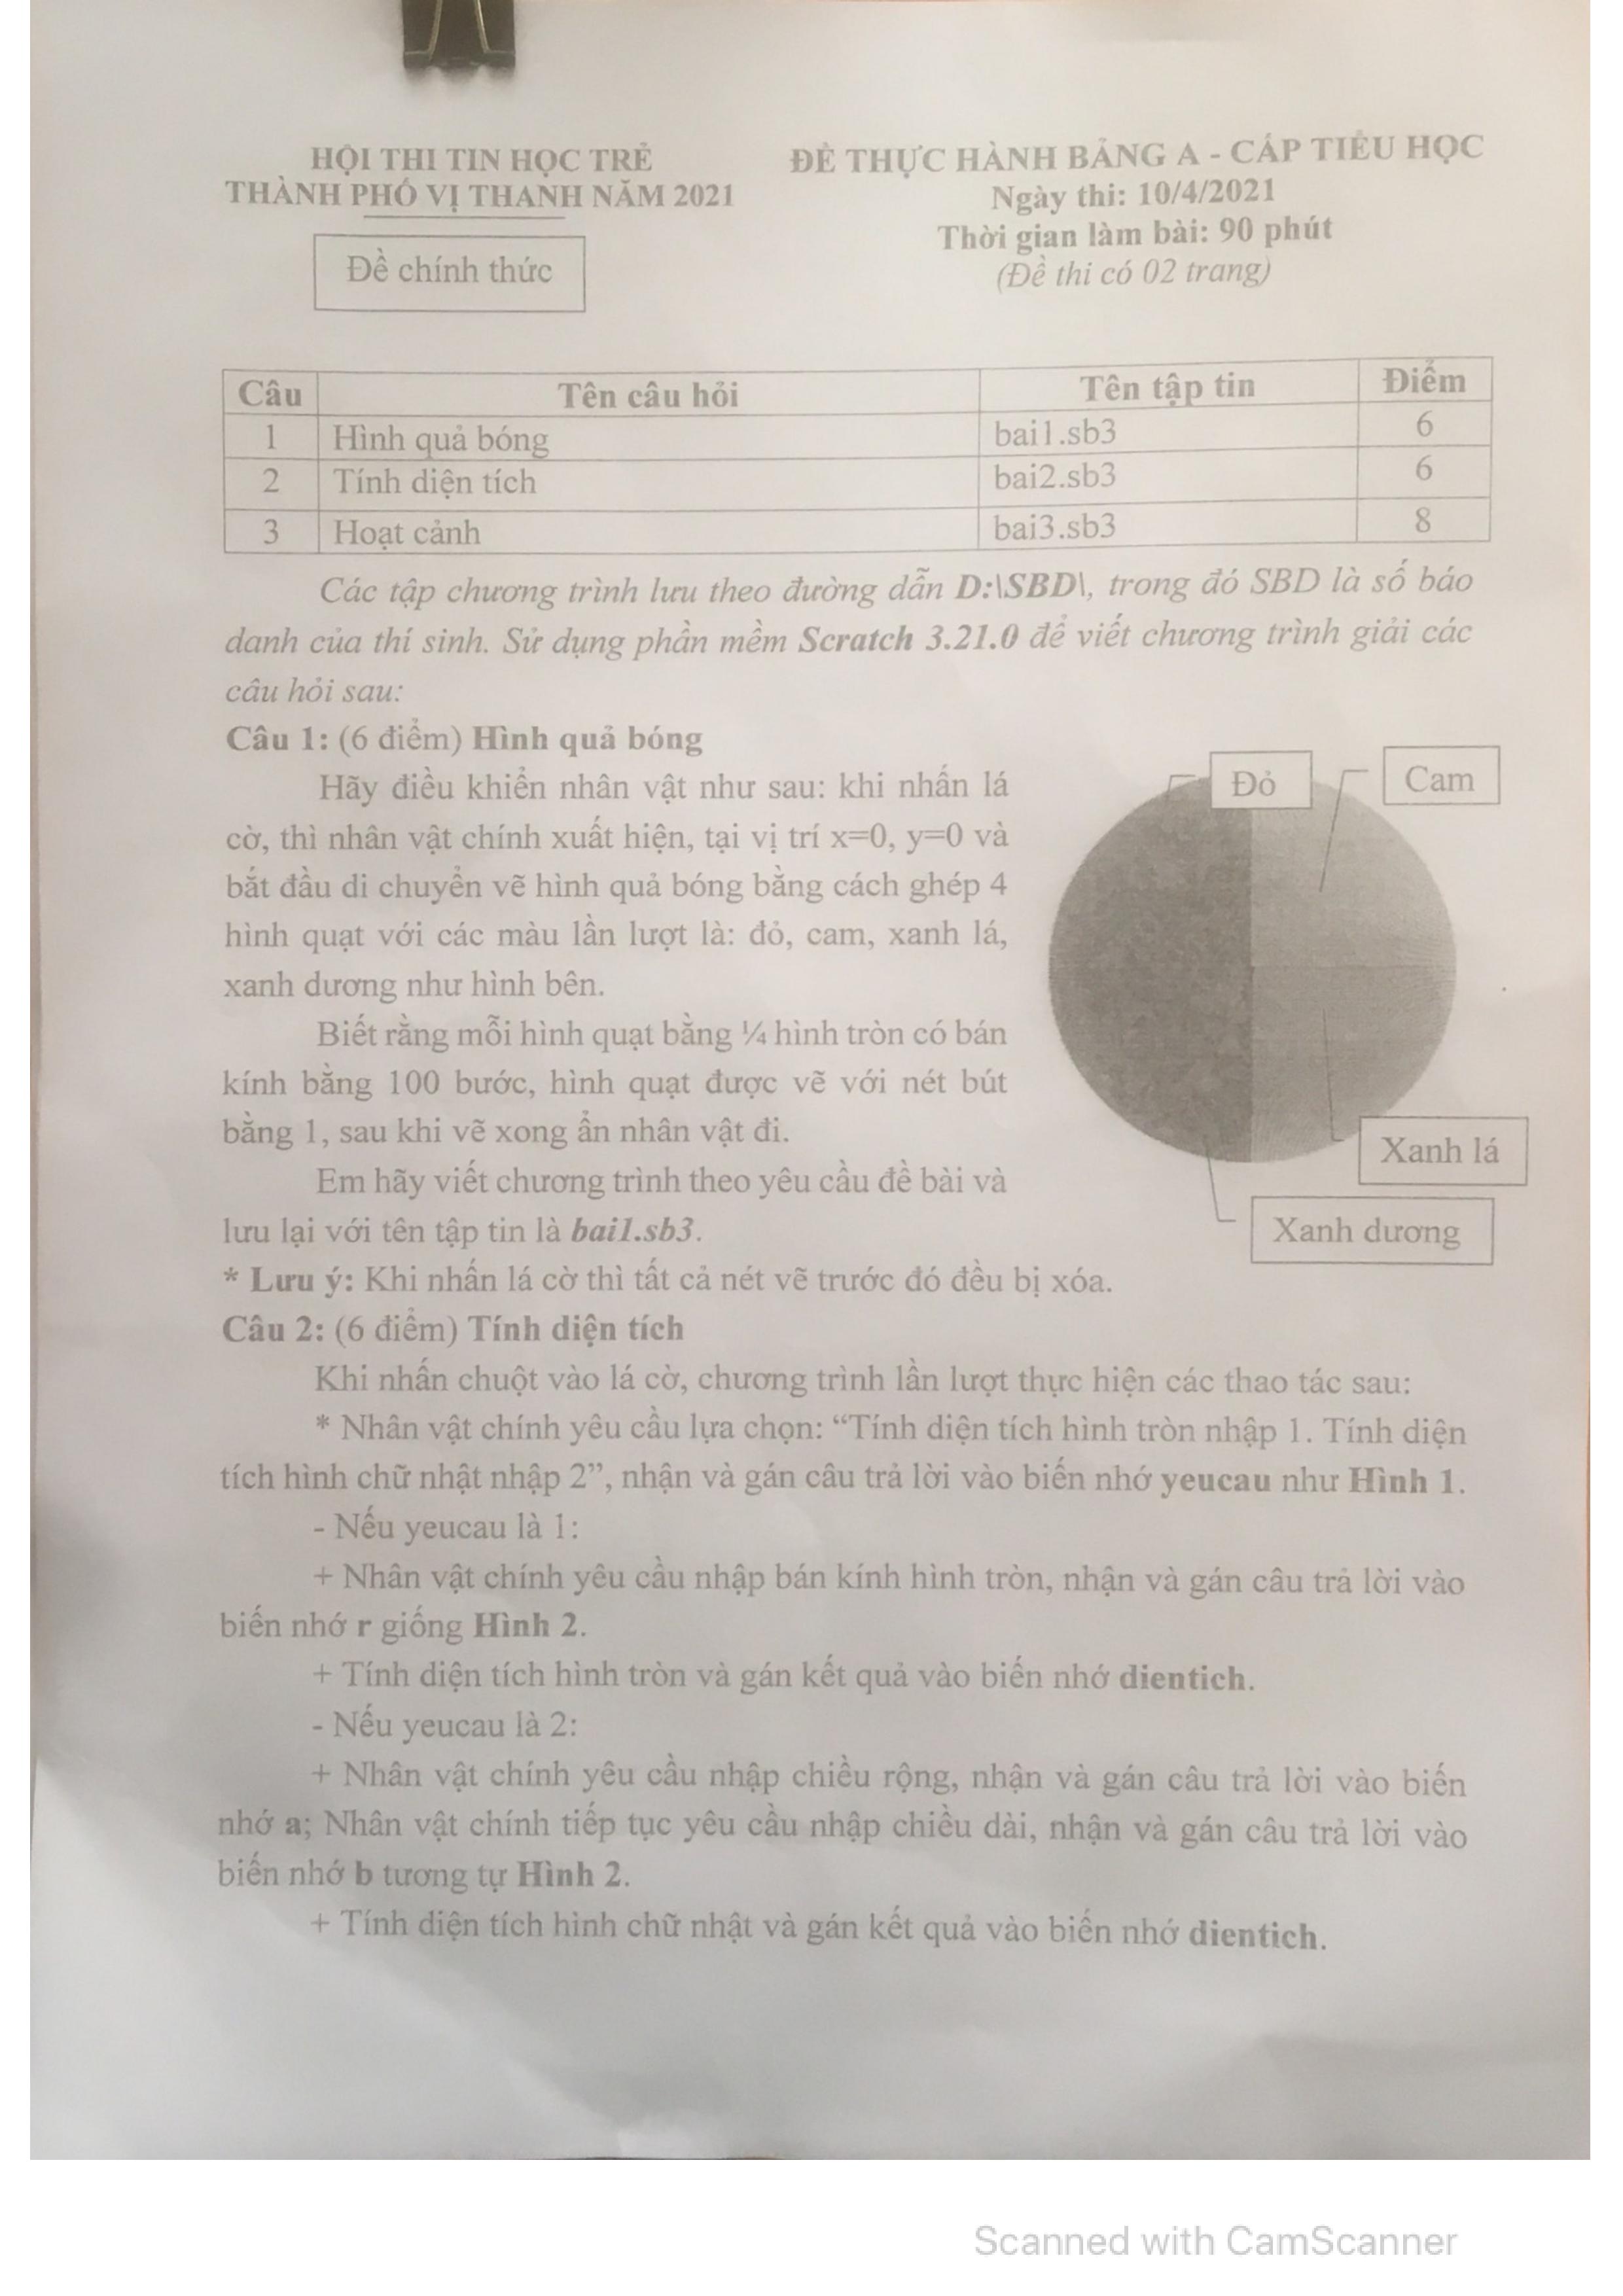 HỘI THI TIN HỌC TRẺ
THÀNH PHỐ VỊ THANH NĂM 2021
Đề chính thức
ĐỀ THỰC HÀNH BẢNG A - CẤP TIỂU HỌC
Ngày thi: 10/4/2021
Thời gian làm bài: 90 phút
(Đề thi có 02 trang)
Câu Tên câu hỏi Tên tập tin Điểm
1 Hình quả bóng bai1.sb3 6
2 Tính diện tích bai2.sb3 6
3 Hoạt cảnh bai3.sb3 8
Các tập chương trình lưu theo đường dẫn D:\SBD\, trong đó SBD là số báo
danh của thí sinh. Sử dụng phần mềm Scratch 3.21.0 để viết chương trình giải các
câu hỏi sau:
Câu 1: (6 điểm) Hình quả bóng
Hãy điều khiển nhân vật như sau: khi nhấn lá
cờ, thì nhân vật chính xuất hiện, tại vị trí x=0, y=0 và
bắt đầu di chuyển vẽ hình quả bóng bằng cách ghép 4
hình quạt với các màu lần lượt là: đỏ, cam, xanh lá,
xanh dương như hình bên.
Biết rằng mỗi hình quạt bằng ¼ hình tròn có bán
kính bằng 100 bước, hình quạt được vẽ với nét bút
bằng 1, sau khi vẽ xong ẩn nhân vật đi.
Em hãy viết chương trình theo yêu cầu đề bài và
lưu lại với tên tập tin là bai1.sb3.
Đỏ
Cam
Xanh lá
Xanh dương
* Lưu ý: Khi nhấn lá cờ thì tất cả nét vẽ trước đó đều bị xóa.
Câu 2: (6 điểm) Tính diện tích
Khi nhấn chuột vào lá cờ, chương trình lần lượt thực hiện các thao tác sau:
* Nhân vật chính yêu cầu lựa chọn: “Tính diện tích hình tròn nhập 1. Tính diện
tích hình chữ nhật nhập 2”, nhận và gán câu trả lời vào biến nhớ yeucau như Hình 1.
- Nếu yeucau là 1:
+ Nhân vật chính yêu cầu nhập bán kính hình tròn, nhận và gán câu trả lời vào
biến nhớ r giống Hình 2.
+ Tính diện tích hình tròn và gán kết quả vào biến nhớ dientich.
- Nếu yeucau là 2:
+ Nhân vật chính yêu cầu nhập chiều rộng, nhận và gán câu trả lời vào biến
nhớ a; Nhân vật chính tiếp tục yêu cầu nhập chiều dài, nhận và gán câu trả lời vào
biến nhớ b tương tự Hình 2.
+ Tính diện tích hình chữ nhật và gán kết quả vào biến nhớ dientich.
Scanned with CamScanner